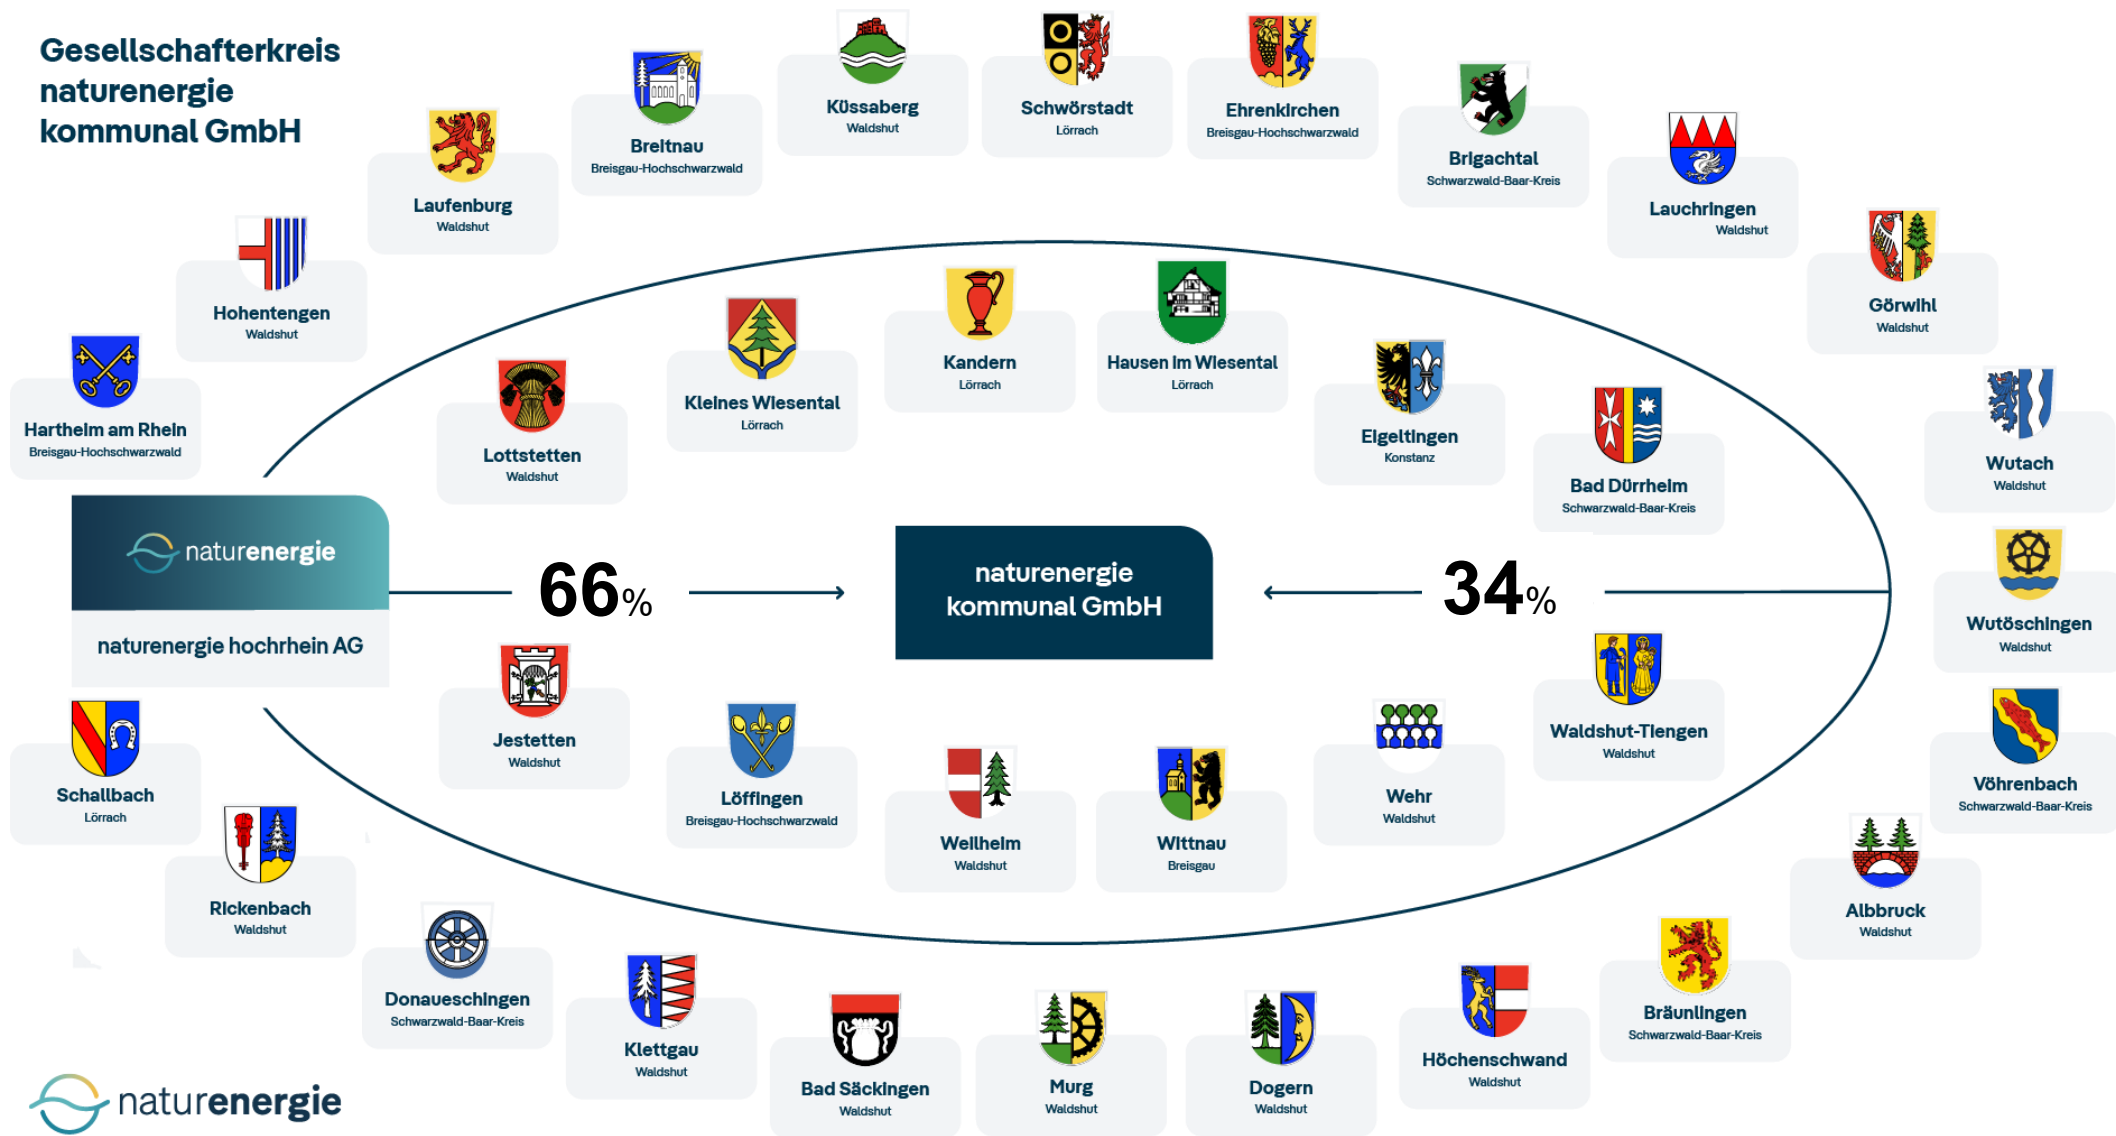 Gesellschafterkreis
naturenergie
kommunal GmbH
Küssaberg
Waldshut
Schwörstadt
Lörrach
Ehrenkirchen
Breisgau-Hochschwarzwald
Breitnau
Breisgau-Hochschwarzwald
Brigachtal
Schwarzwald-Baar-Kreis
Laufenburg
Waldshut
Lauchringen
Waldshut
Hohentengen
Waldshut
Görwihl
Waldshut
Hartheim am Rhein
Breisgau-Hochschwarzwald
Lottstetten
Waldshut
Kleines Wiesental
Lörrach
Kandern
Lörrach
Hausen im Wiesental
Lörrach
Eigeltingen
Konstanz
Bad Dürrheim
Schwarzwald-Baar-Kreis
Wutach
Waldshut
naturenergie
naturenergie hochrhein AG
66%
naturenergie
kommunal GmbH
34%
Wutöschingen
Waldshut
Jestetten
Waldshut
Löffingen
Breisgau-Hochschwarzwald
Weilheim
Waldshut
Wittnau
Breisgau
Wehr
Waldshut
Waldshut-Tiengen
Waldshut
Vöhrenbach
Schwarzwald-Baar-Kreis
Schallbach
Lörrach
Rickenbach
Waldshut
Albbruck
Waldshut
Donaueschingen
Schwarzwald-Baar-Kreis
Klettgau
Waldshut
Bad Säckingen
Waldshut
Murg
Waldshut
Dogern
Waldshut
Höchenschwand
Waldshut
Bräunlingen
Schwarzwald-Baar-Kreis
naturenergie